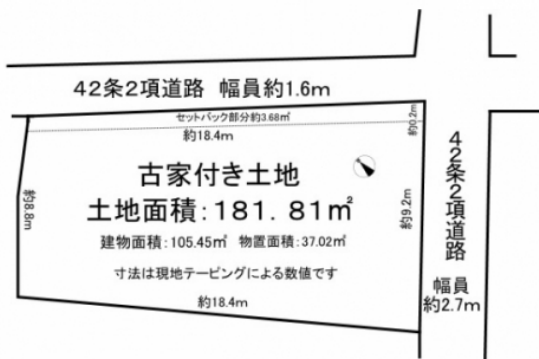 42条2項道路 幅員約1.6m
セットバック部分約3.68㎡
約18.4m
約0.2m
古家付き土地
土地面積:181.81㎡
建物面積:105.45㎡ 物置面積:37.02㎡
寸法は現地テーピングによる数値です
約8.8m
約9.2m
約18.4m
42条2項道路
幅員
約2.7m